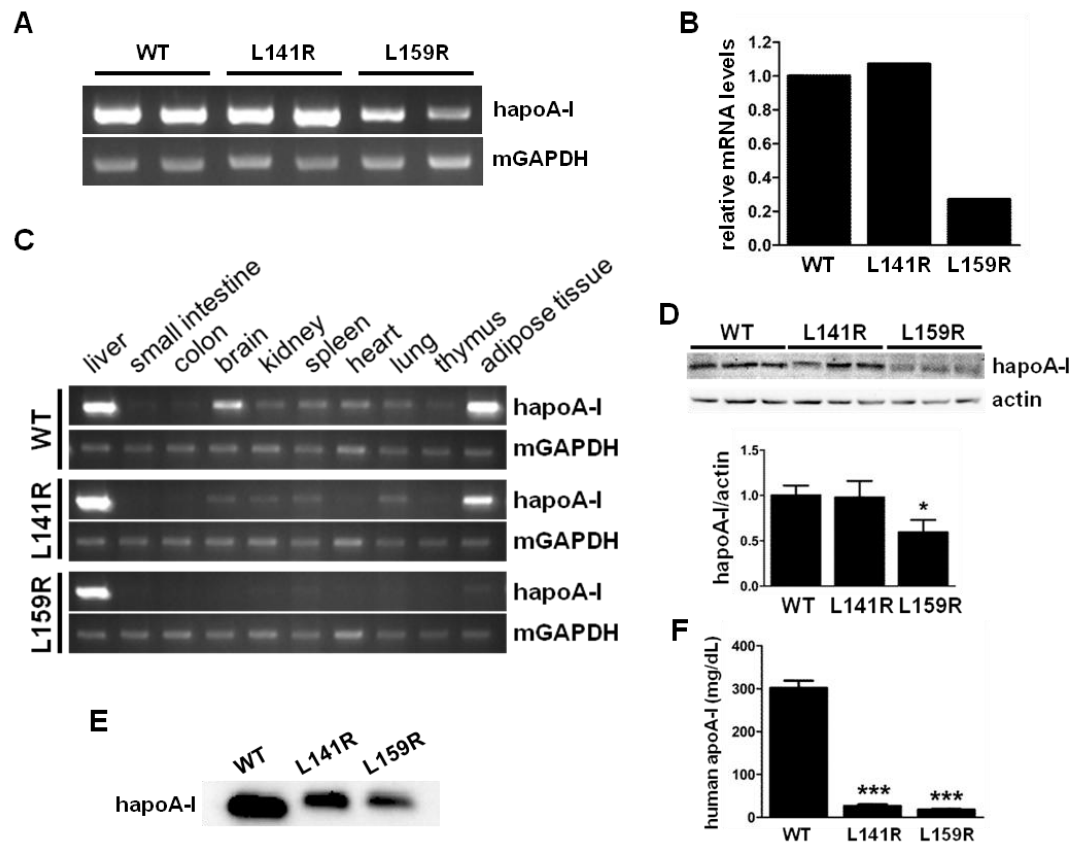 A
WT L141R L159R
hapoA-I
mGAPDH
B
relative mRNA levels
1.2
1.0
0.8
0.6
0.4
0.2
0.0
WT L141R L159R
C
liver small intestine colon brain kidney spleen heart lung thymus adipose tissue
WT
hapoA-I
mGAPDH
L141R
hapoA-I
mGAPDH
L159R
hapoA-I
mGAPDH
D
WT L141R L159R
hapoA-I
actin
hapoA-I/actin
1.5
1.0
0.5
0.0
*
WT L141R L159R
E
WT L141R L159R
hapoA-I
F
human apoA-I (mg/dL)
400
300
200
100
0
*** ***
WT L141R L159R